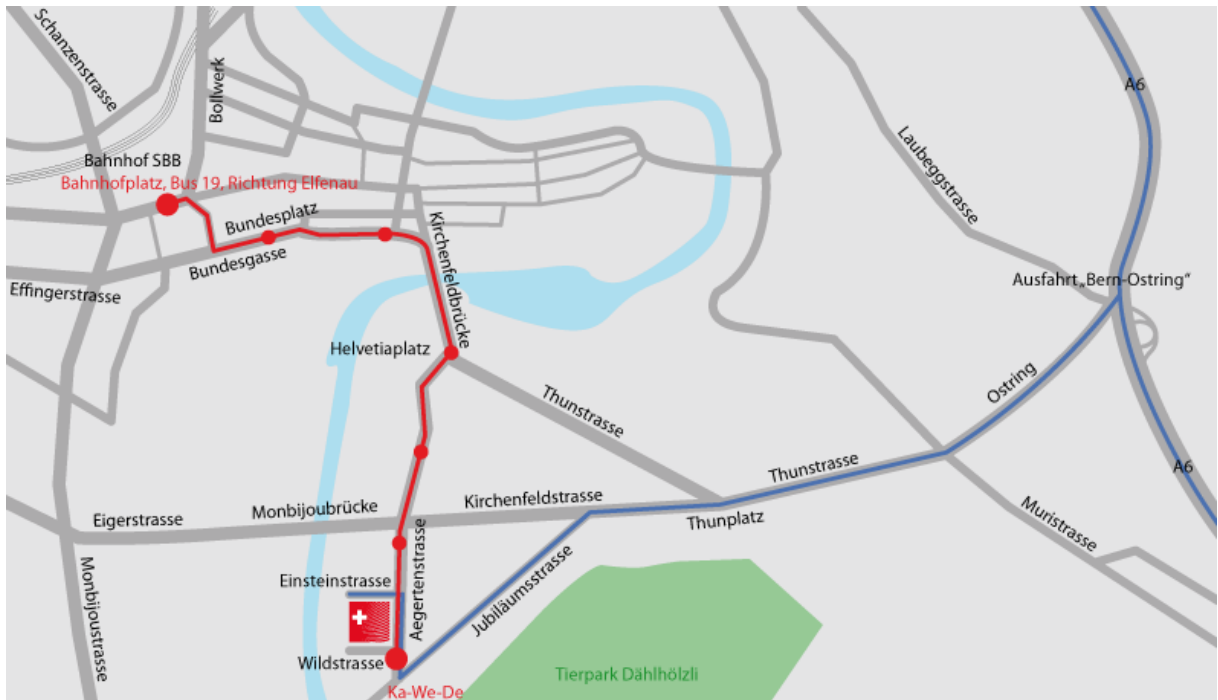 Schanzenstrasse
Bollwerk
A6
Laubeggstrasse
Bahnhof SBB
Bahnhofplatz, Bus 19, Richtung Elfenau
Bundesplatz
Bundesgasse
Kirchenfeldbrücke
Effingerstrasse
Ausfahrt „Bern-Ostring“
Helvetiaplatz
Thunstrasse
Ostring
Thunstrasse
A6
Kirchenfeldstrasse
Monbijoubrücke
Eigerstrasse
Thunplatz
Muristrasse
Monbijoustrasse
Einsteinstrasse
Aegertenstrasse
Jubiläumsstrasse
Wildstrasse
Tierpark Dählhölzli
Ka-We-De